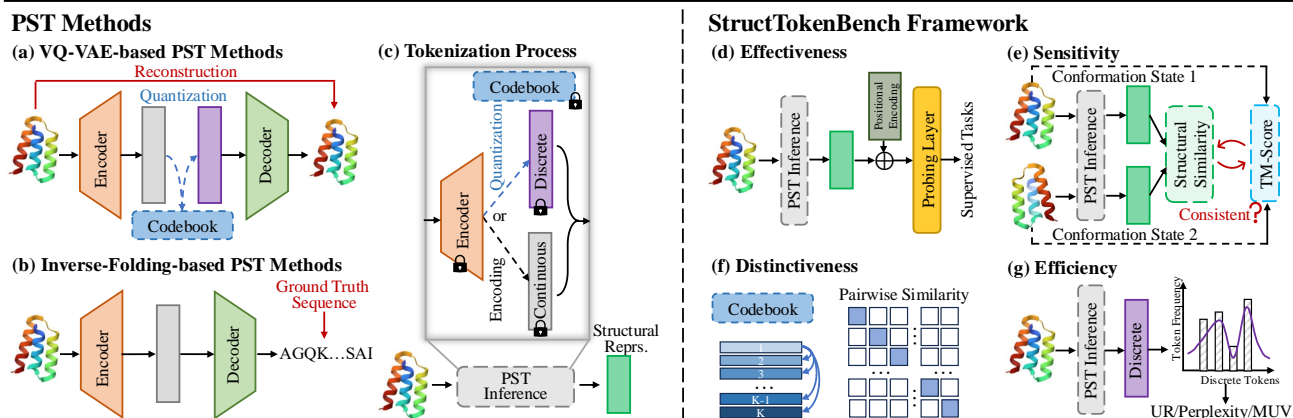 PST Methods
(a) VQ-VAE-based PST Methods
Reconstruction
Quantization
Encoder
Decoder
Codebook
(b) Inverse-Folding-based PST Methods
Ground Truth
Sequence
Encoder
Decoder
AGQK...SAI
(c) Tokenization Process
Codebook
Quantization
Discrete
Encoder
or
Encoding
Continuous
Structural
Reprs.
PST
Inference
StructTokenBench Framework
(d) Effectiveness
Positional
Encoding
PST Inference
Probing Layer
Supervised Tasks
(e) Sensitivity
Conformation State 1
PST Inference
PST Inference
Structural
Similarity
TM-Score
Consistent
?
Conformation State 2
(f) Distinctiveness
Codebook
Pairwise Similarity
1
2
3
...
K-1
K
... ...
(g) Efficiency
PST Inference
Discrete
Token Frequency
Discrete Tokens
UR/Perplexity/MUV